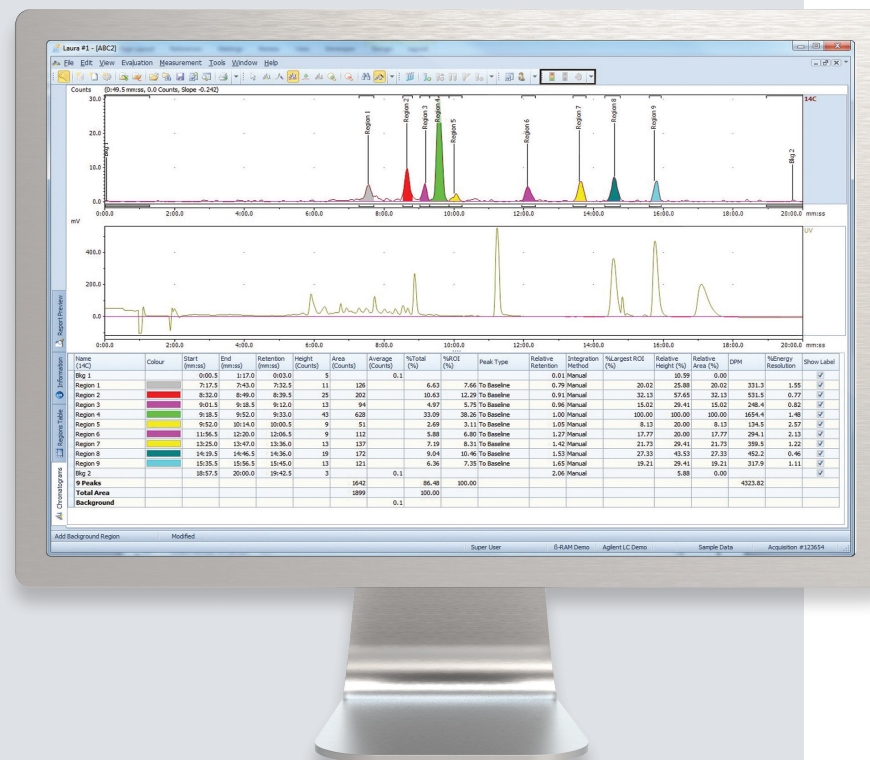 Laura #1 - [ABC2]
File Edit View Evaluation Measurement Tools Window Help
Counts (0:49.5 mm:ss, 0.0 Counts, Slope -0.242)
14C
30.0
20.0
10.0
0.0
Bkg 1
Region 1
Region 2
Region 3
Region 4
Region 5
Region 6
Region 7
Region 8
Region 9
Bkg 2
0:00.0 2:00.0 4:00.0 6:00.0 8:00.0 10:00.0 12:00.0 14:00.0 16:00.0 18:00.0 20:00.0 mm:ss
mV
UV
400.0
200.0
0.0
0:00.0 2:00.0 4:00.0 6:00.0 8:00.0 10:00.0 12:00.0 14:00.0 16:00.0 18:00.0 20:00.0 mm:ss
Report Preview
Information
Regions Table
Chromatograms
Name (14C) Colour Start (mm:ss) End (mm:ss) Retention (mm:ss) Height (Counts) Area (Counts) Average (Counts) %Total (%) %ROI (%) Peak Type Relative Retention Integration Method %Largest ROI (%) Relative Height (%) Relative Area (%) DPM %Energy Resolution Show Label
Bkg 1 0:00.5 1:17.0 0:03.0 5 0.1 0.01 Manual 10.59 0.00
Region 1 7:17.5 7:43.0 7:32.5 11 126 6.63 7.66 To Baseline 0.79 Manual 20.02 25.88 20.02 331.3 1.55
Region 2 8:32.0 8:49.0 8:39.5 25 202 10.63 12.29 To Baseline 0.91 Manual 32.13 57.65 32.13 531.5 0.77
Region 3 9:01.5 9:18.5 9:12.0 13 94 4.97 5.75 To Baseline 0.96 Manual 15.02 29.41 15.02 248.4 0.82
Region 4 9:18.5 9:52.0 9:33.0 43 628 33.09 38.26 To Baseline 1.00 Manual 100.00 100.00 100.00 1654.4 1.48
Region 5 9:52.0 10:14.0 10:00.5 9 51 2.69 3.11 To Baseline 1.05 Manual 8.13 20.00 8.13 134.5 2.57
Region 6 11:56.5 12:20.0 12:06.5 9 112 5.88 6.80 To Baseline 1.27 Manual 17.77 20.00 17.77 294.1 2.13
Region 7 13:25.0 13:47.0 13:36.0 13 137 7.19 8.31 To Baseline 1.42 Manual 21.73 29.41 21.73 359.5 1.22
Region 8 14:19.5 14:46.5 14:36.0 19 172 9.04 10.46 To Baseline 1.53 Manual 27.33 43.53 27.33 452.2 0.46
Region 9 15:35.5 15:56.5 15:45.0 13 121 6.36 7.35 To Baseline 1.65 Manual 19.21 29.41 19.21 317.9 1.11
Bkg 2 18:57.5 20:00.0 19:42.5 3 0.1 2.06 Manual 5.88 0.00
9 Peaks 1642 86.48 100.00 4323.82
Total Area 1899 100.00
Background 0.1
Add Background Region Modified
Super User ß-RAM Demo Agilent LC Demo Sample Data Acquisition #123654